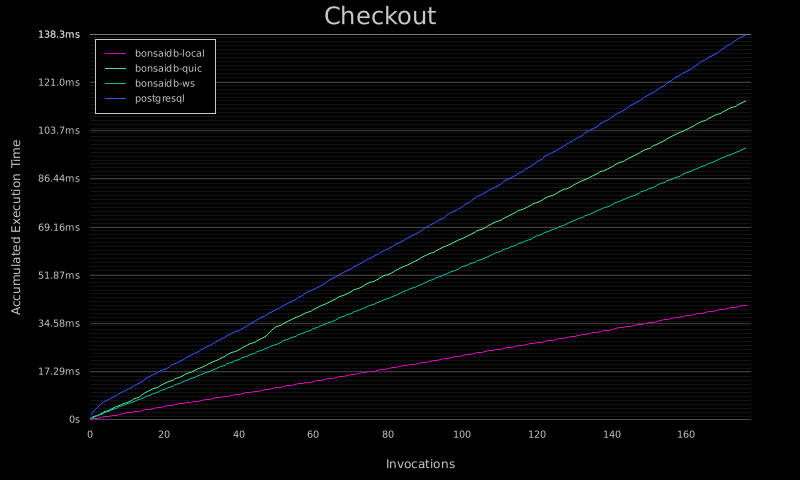 Checkout
138.3ms
121.0ms
103.7ms
86.44ms
69.16ms
51.87ms
34.58ms
17.29ms
0s
bonsaidb-local
bonsaidb-quic
bonsaidb-ws
postgresql
Accumulated Execution Time
0 20 40 60 80 100 120 140 160
Invocations